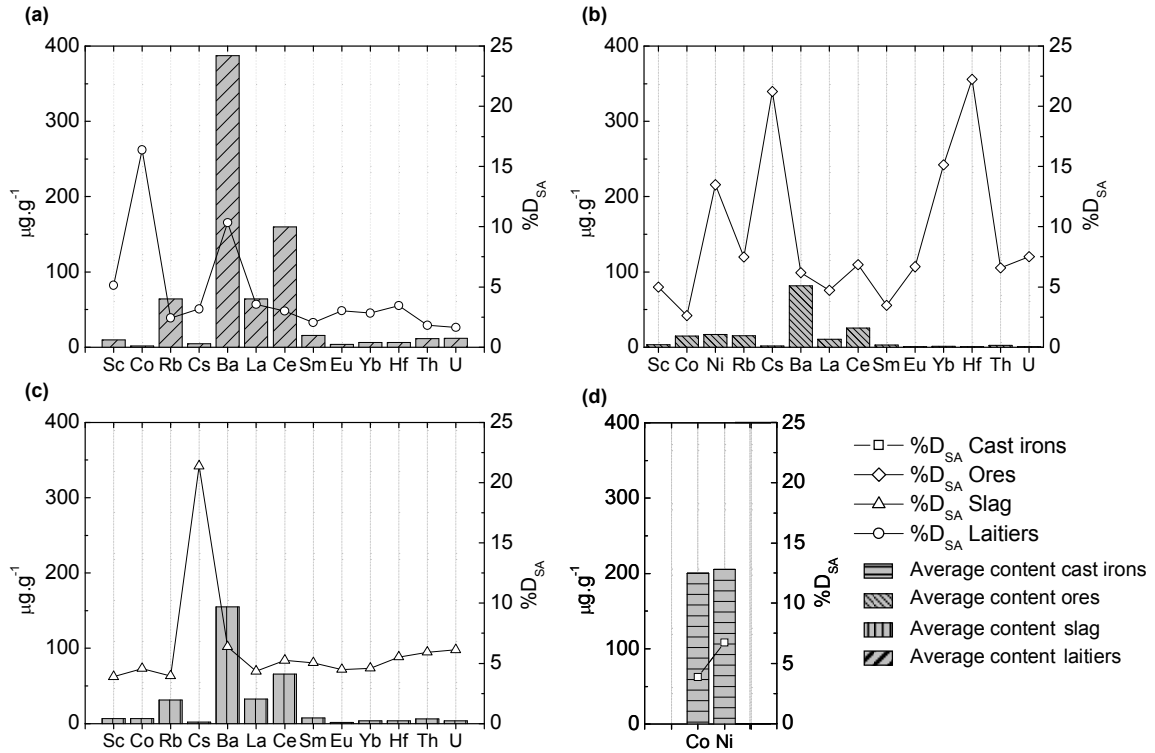 (a)
400
300
200
100
0
µg.g⁻¹
25
20
15
10
5
0
%D_SA
Sc Co Rb Cs Ba La Ce Sm Eu Yb Hf Th U
(b)
400
300
200
100
0
µg.g⁻¹
25
20
15
10
5
0
%D_SA
Sc Co Ni Rb Cs Ba La Ce Sm Eu Yb Hf Th U
(c)
400
300
200
100
0
µg.g⁻¹
25
20
15
10
5
0
%D_SA
Sc Co Rb Cs Ba La Ce Sm Eu Yb Hf Th U
(d)
400
300
200
100
0
µg.g⁻¹
25
20
15
10
5
0
%D_SA
Co Ni
%D_SA Cast irons
%D_SA Ores
%D_SA Slag
%D_SA Laitiers
Average content cast irons
Average content ores
Average content slag
Average content laitiers